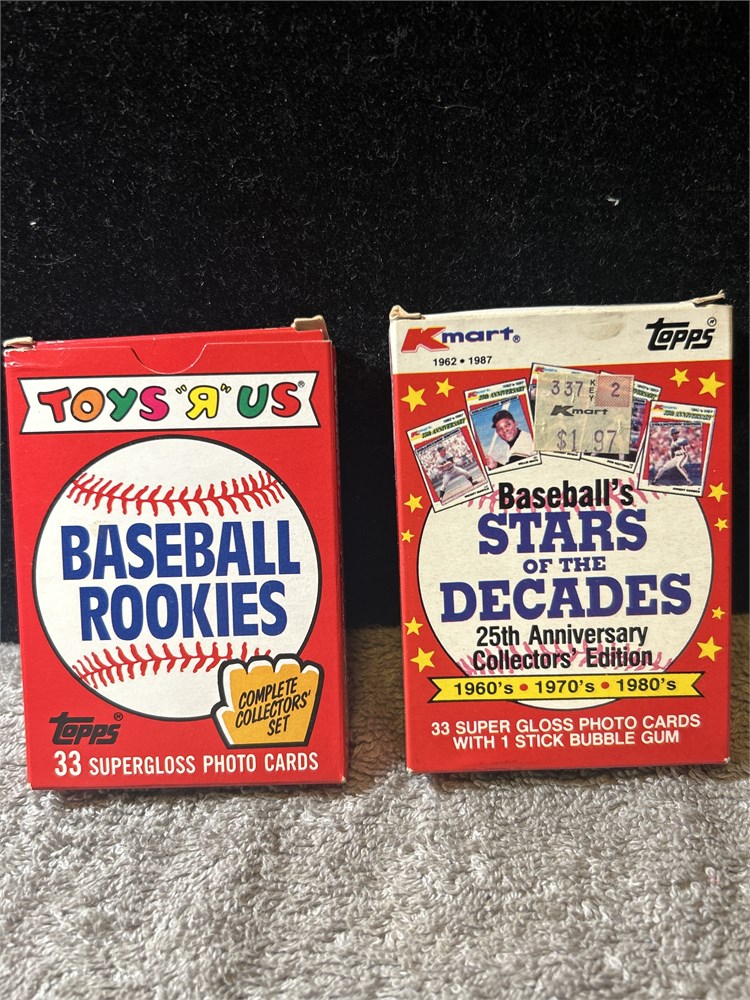 TOYS "Я" US®
BASEBALL
ROOKIES
COMPLETE
COLLECTORS'
SET
TOPPS®
33 SUPERGLOSS PHOTO CARDS
Kmart®
1962 • 1987
TOPPS®
337 KEY 2
Kmart
$1 97
Baseball's
STARS
OF THE
DECADES
25th Anniversary
Collectors' Edition
1960's • 1970's • 1980's
33 SUPER GLOSS PHOTO CARDS
WITH 1 STICK BUBBLE GUM